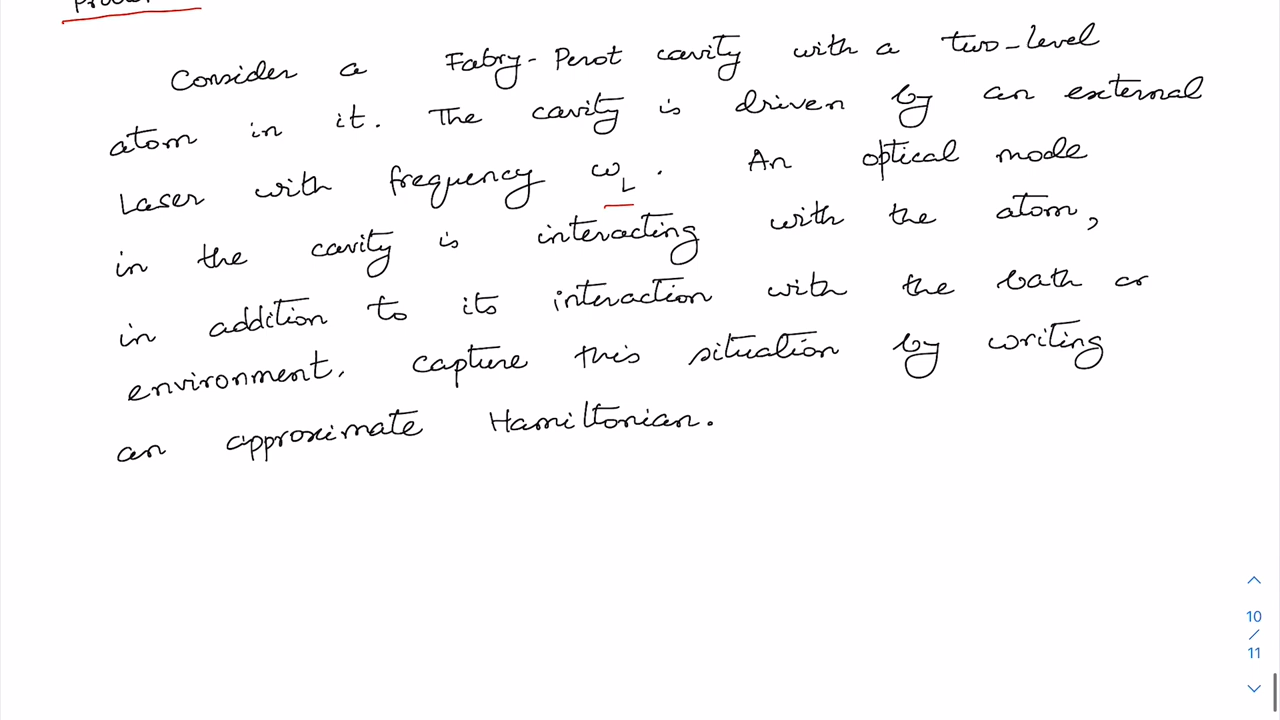 Consider a Fabry-Perot cavity with a two-level
atom in it. The cavity is driven by an external
Laser with frequency ω_L. An optical mode
in the cavity is interacting with the atom,
in addition to its interaction with the bath or
environment. Capture this situation by writing
an approximate Hamiltonian.
10
/
11